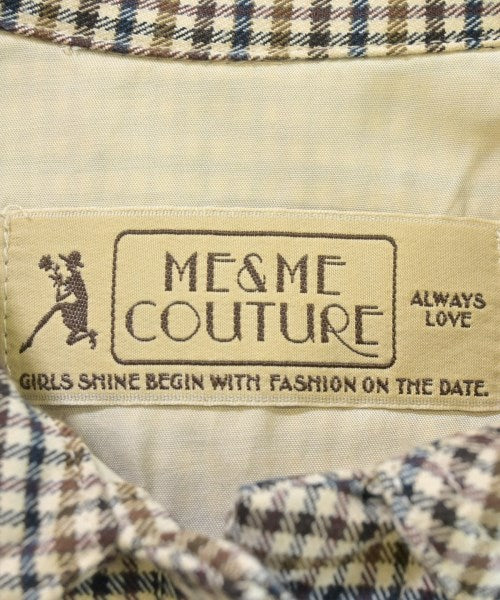 ME&ME
COUTURE
ALWAYS
LOVE
GIRLS SHINE BEGIN WITH FASHION ON THE DATE.